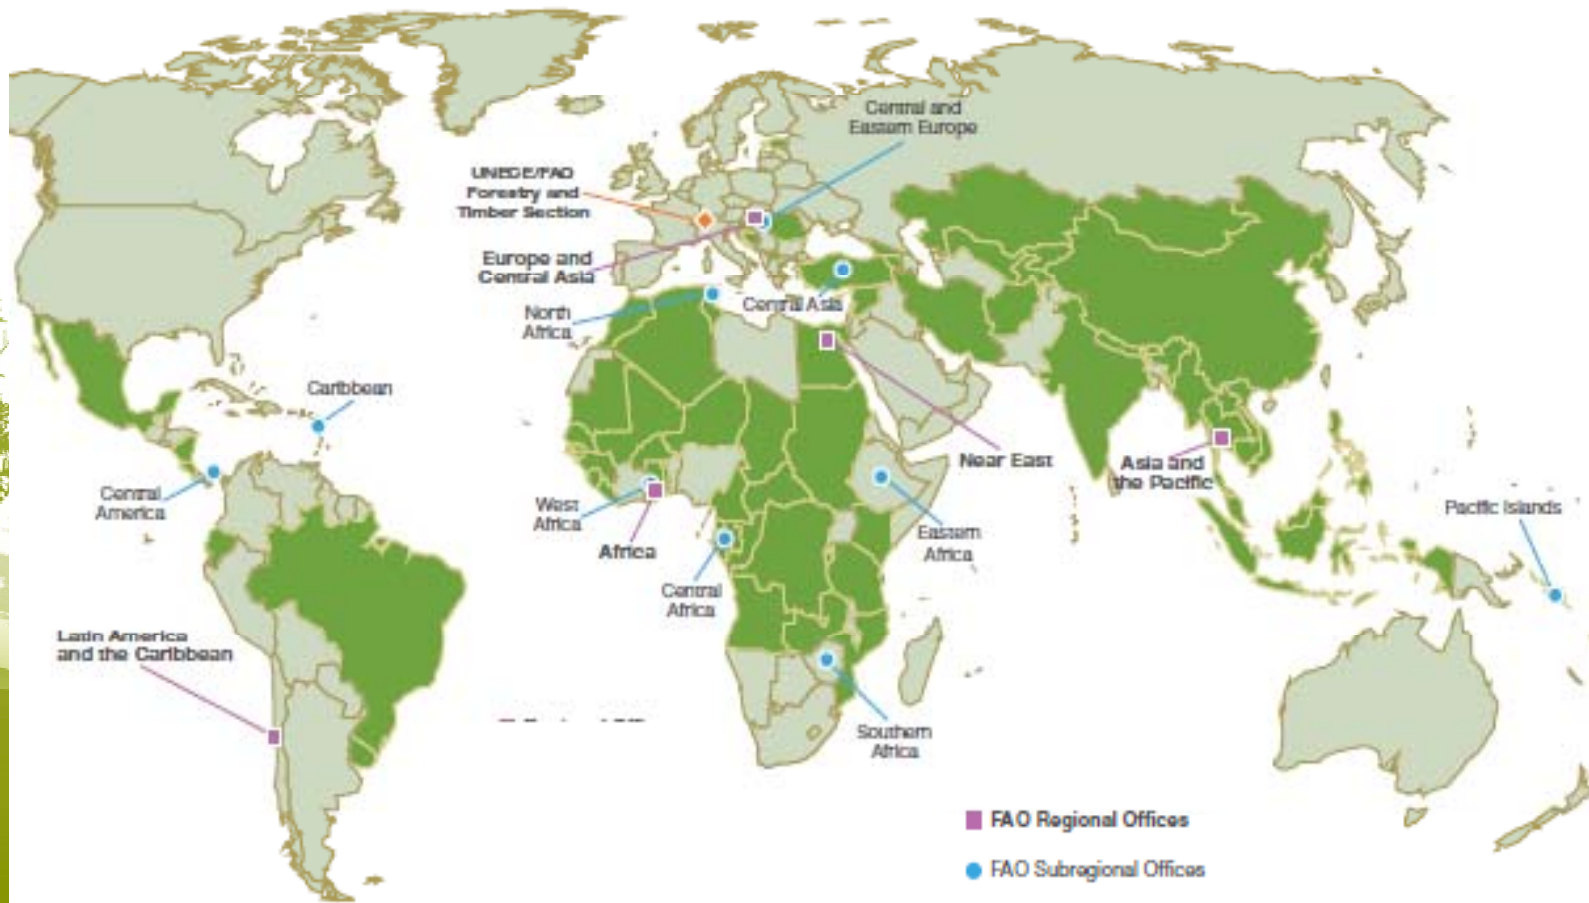 Central and
Eastern Europe
UNECE/FAO
Forestry and
Timber Section
Europe and
Central Asia
North
Africa
Central Asia
Caribbean
Near East
Asia and
the Pacific
Central
America
West
Africa
Africa
Eastern
Africa
Pacific Islands
Central
Africa
Latin America
and the Caribbean
Southern
Africa
FAO Regional Offices
FAO Subregional Offices